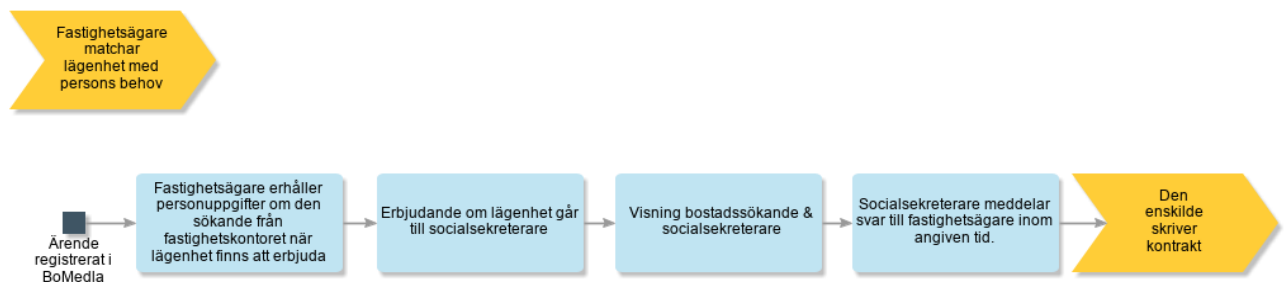 Fastighetsägare
matchar
lägenhet med
persons behov
Ärende
registrerat i
BoMedla
Fastighetsägare erhåller
personuppgifter om den
sökande från
fastighetskontoret när
lägenhet finns att erbjuda
Erbjudande om lägenhet går
till socialsekreterare
Visning bostadssökande &
socialsekreterare
Socialsekreterare meddelar
svar till fastighetsägare inom
angiven tid.
Den
enskilde
skriver
kontrakt